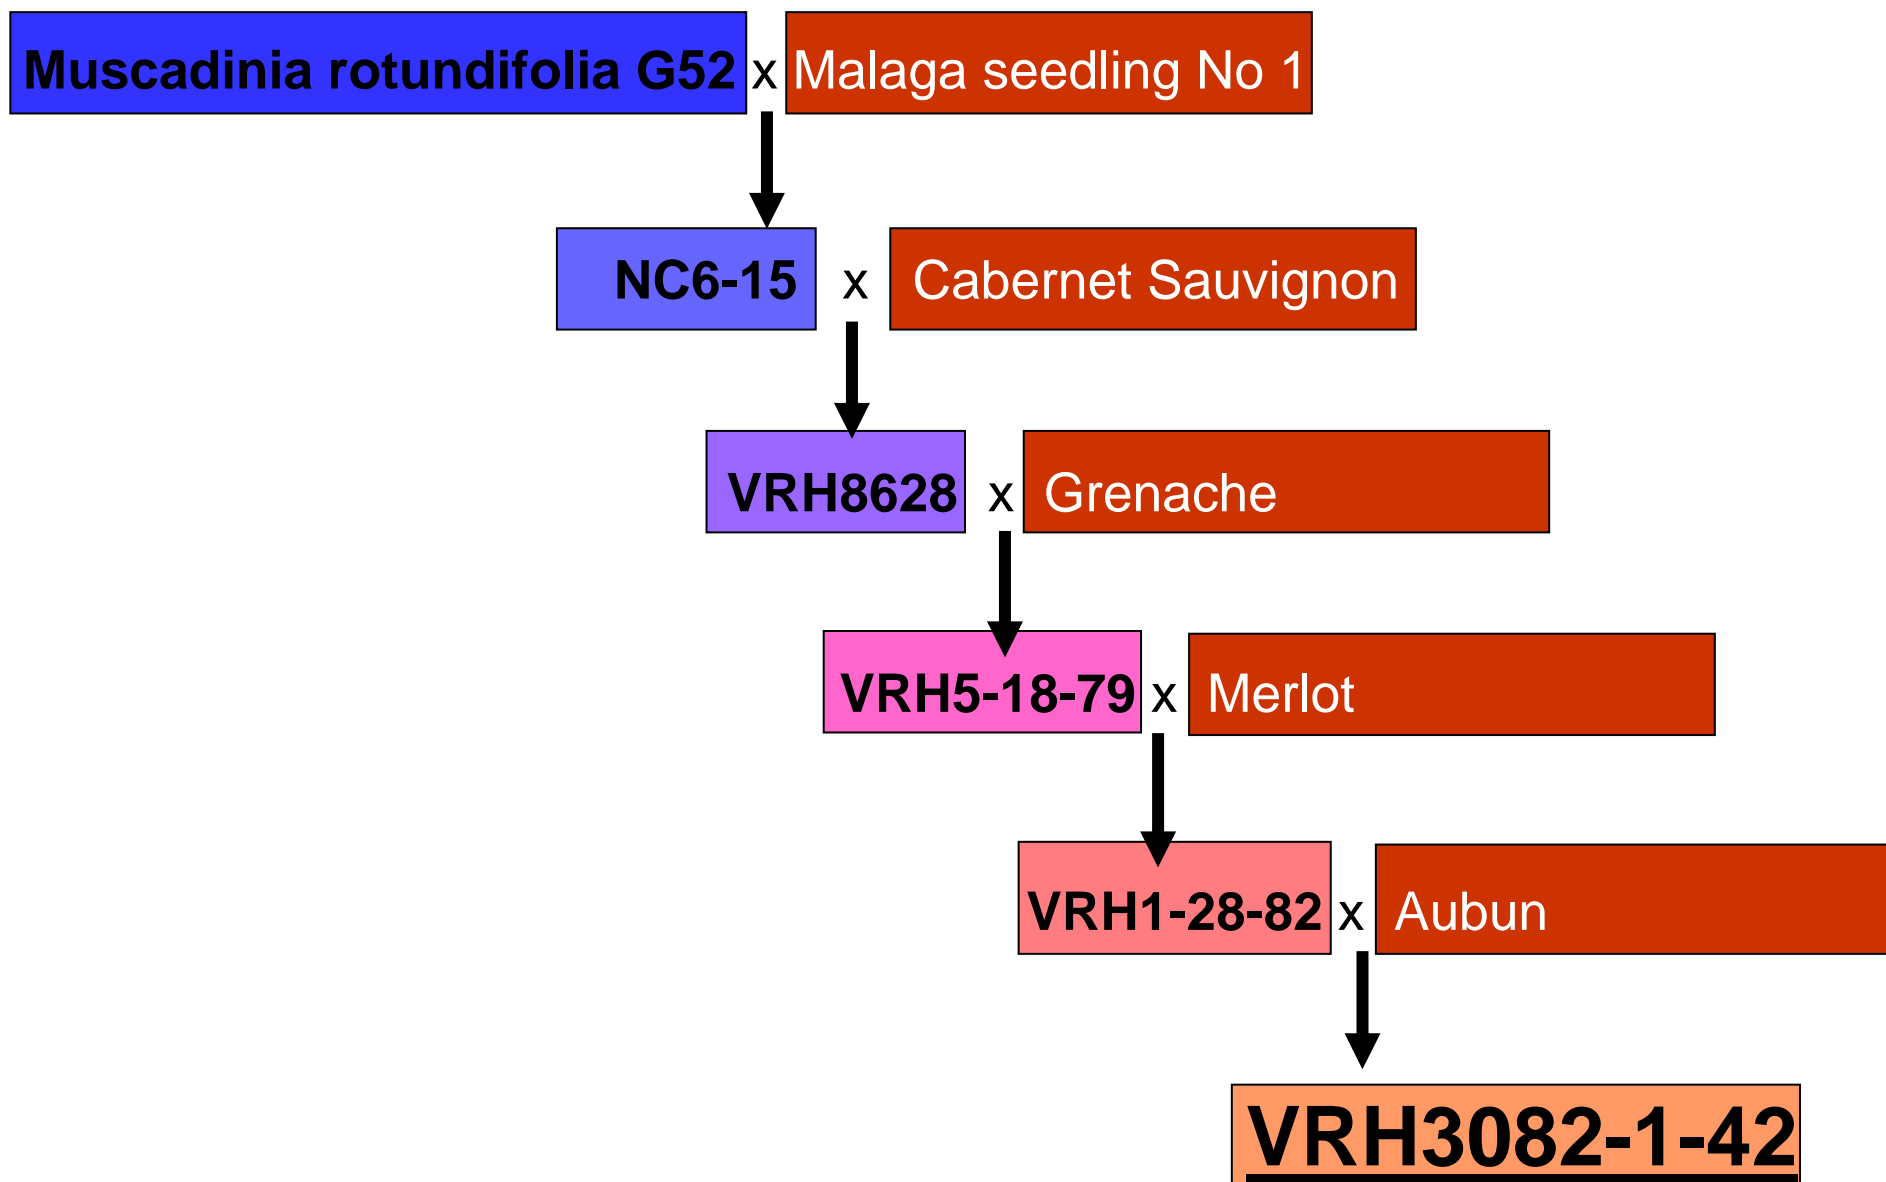 Muscadinia rotundifolia G52 x Malaga seedling No 1
NC6-15 x Cabernet Sauvignon
VRH8628 x Grenache
VRH5-18-79 x Merlot
VRH1-28-82 x Aubun
VRH3082-1-42